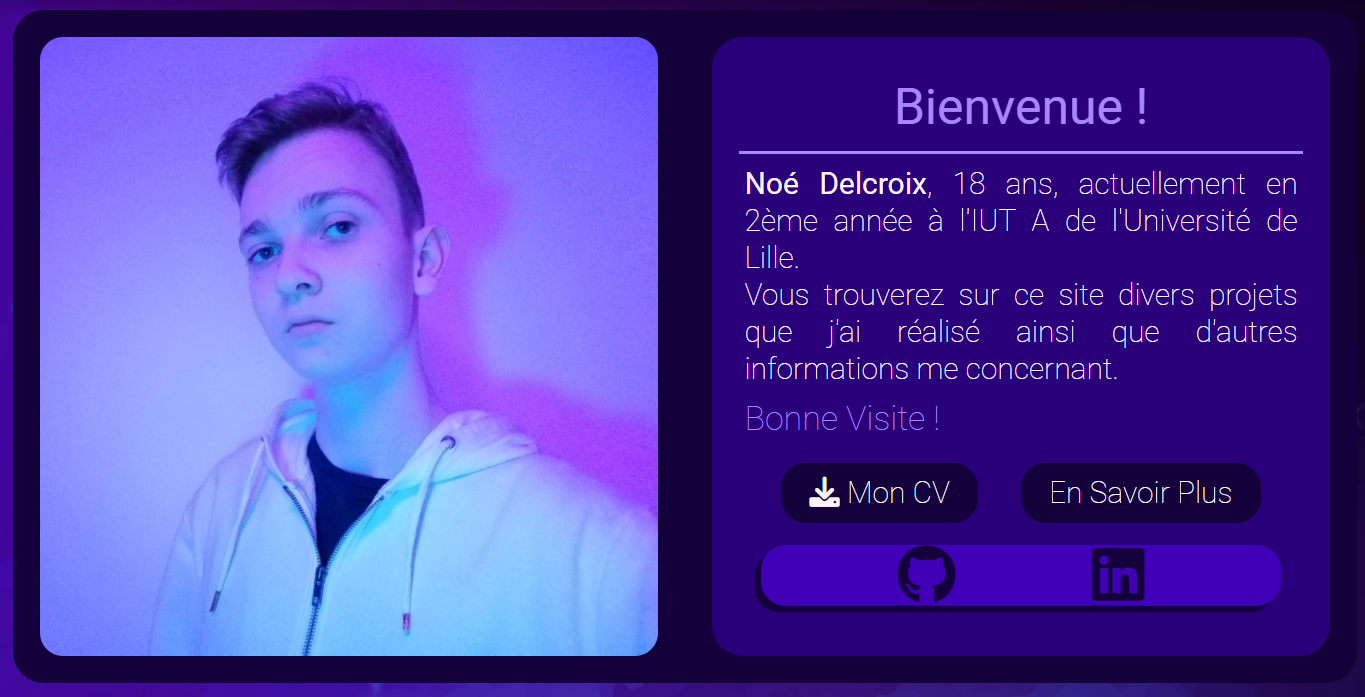 Bienvenue !
Noé Delcroix, 18 ans, actuellement en
2ème année à l'IUT A de l'Université de
Lille.
Vous trouverez sur ce site divers projets
que j'ai réalisé ainsi que d'autres
informations me concernant.
Bonne Visite !
Mon CV
En Savoir Plus
in